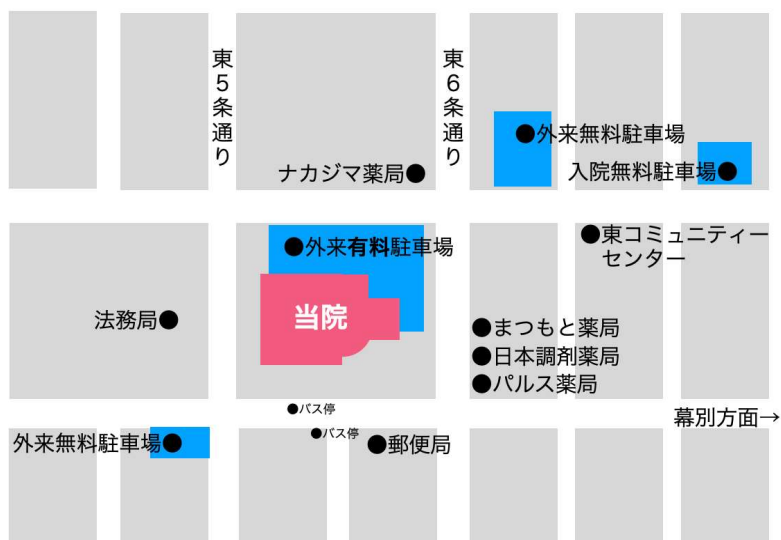 東5条通り
東6条通り
●外来無料駐車場
ナカジマ薬局●
入院無料駐車場●
●外来有料駐車場
●東コミュニティー
センター
法務局●
当院
●まつもと薬局
●日本調剤薬局
●パルス薬局
●バス停
幕別方面→
●バス停
外来無料駐車場●
●郵便局